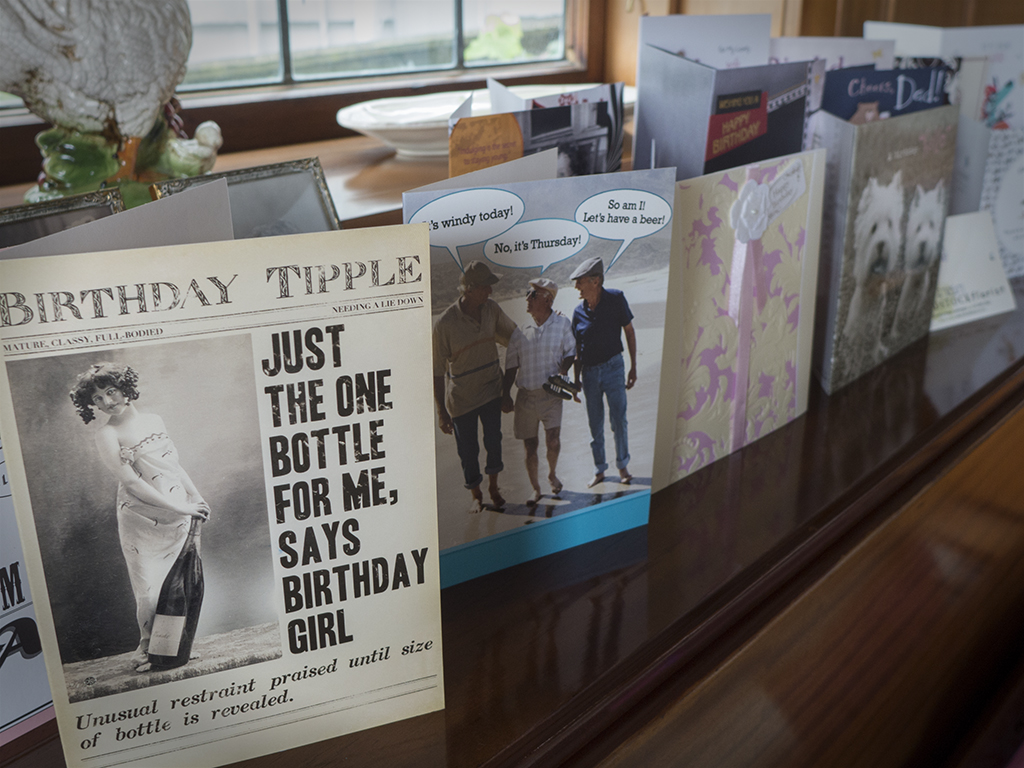 BIRTHDAY TIPPLE
MATURE, CLASSY, FULL-BODIED
NEEDING A LIE DOWN
JUST
THE ONE
BOTTLE
FOR ME,
SAYS
BIRTHDAY
GIRL
Unusual restraint praised until size
of bottle is revealed.
M
's windy today!
No, it's Thursday!
So am I!
Let's have a beer!
WISHING YOU A
HAPPY
BIRTHDAY
Cheers, Dad!